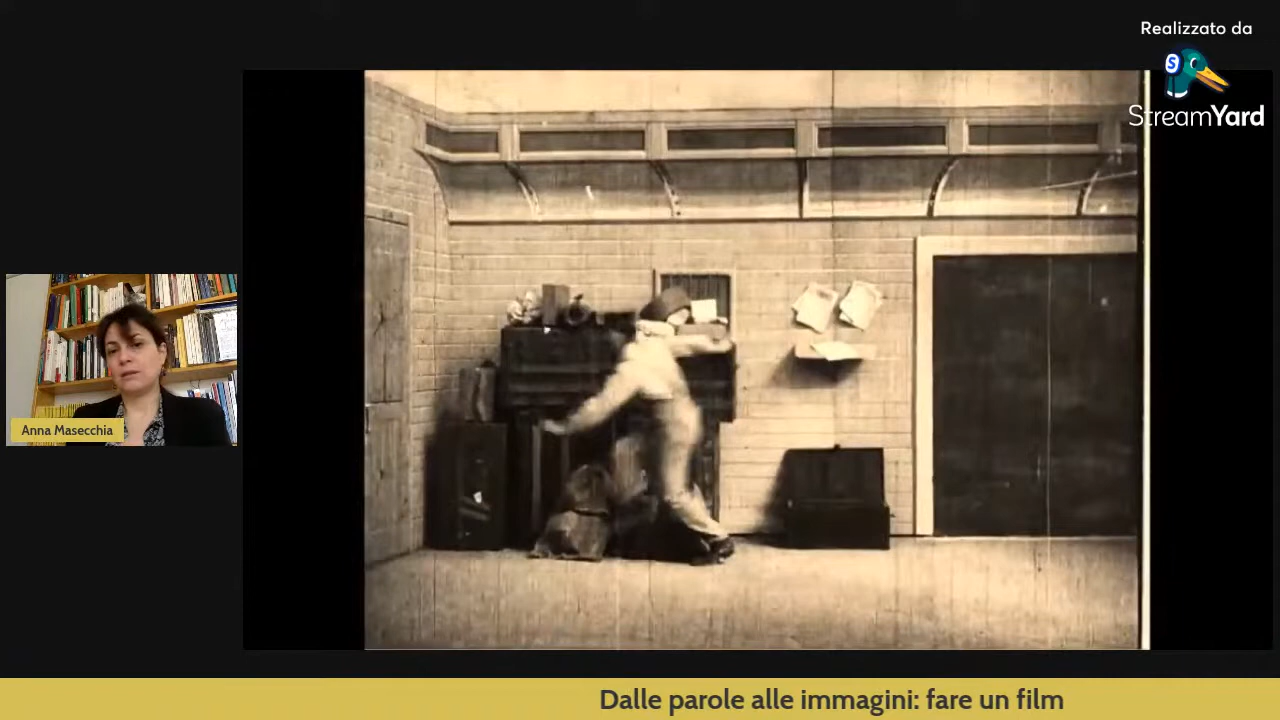 Realizzato da
S
StreamYard
Anna Masecchia
Dalle parole alle immagini: fare un film